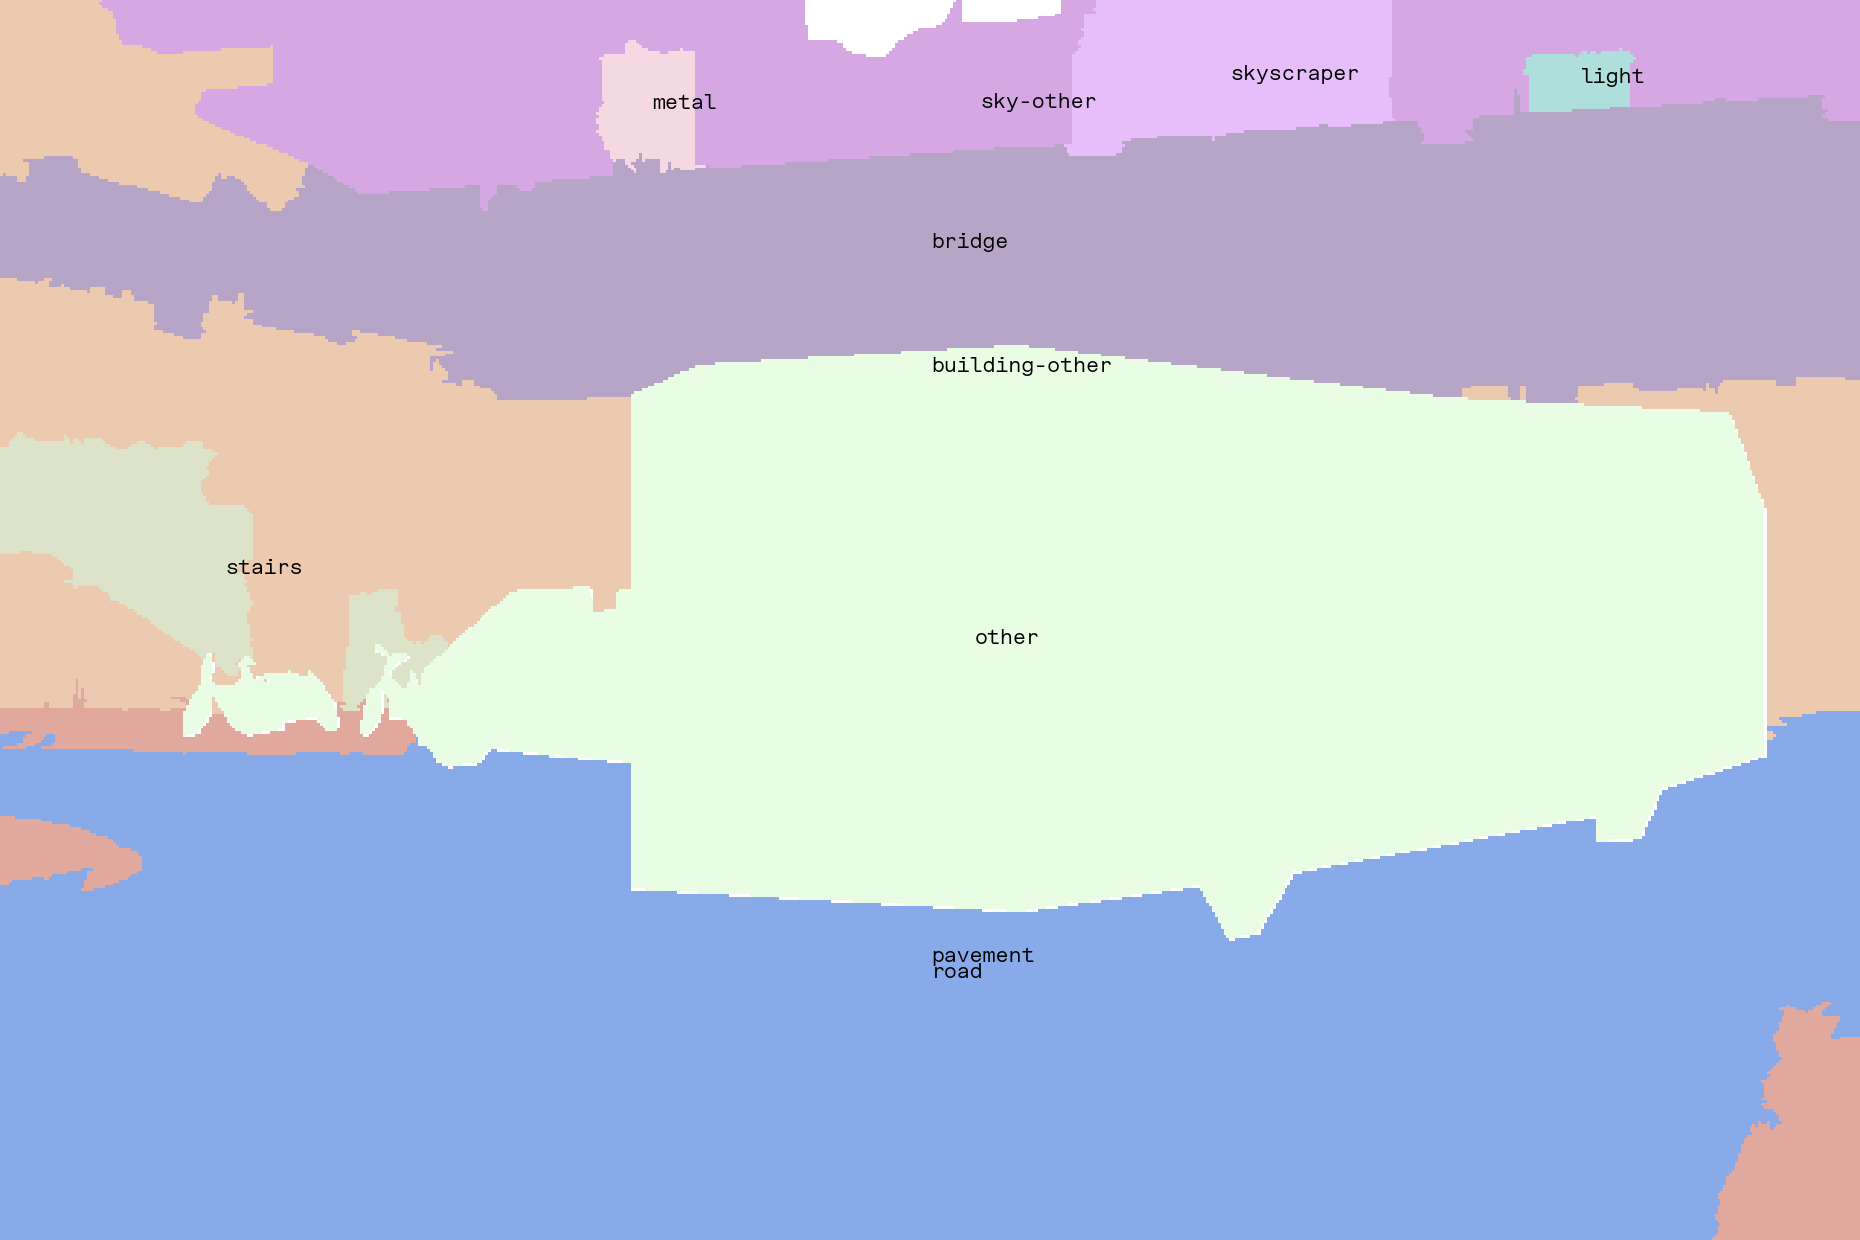 skyscraper
light
metal
sky-other
bridge
building-other
stairs
other
pavement
road